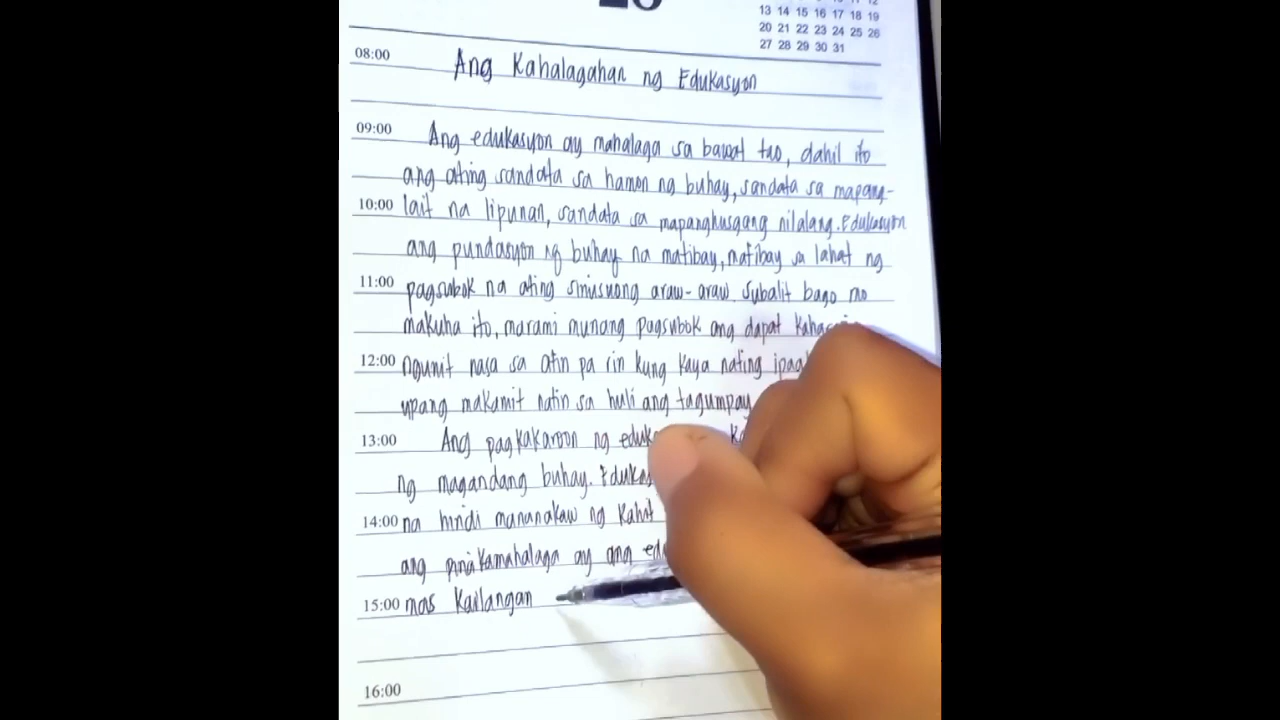 13 14 15 16 17 18 19
20 21 22 23 24 25 26
27 28 29 30 31
08:00 Ang Kahalagahan ng Edukasyon
09:00 Ang edukasyon ay mahalaga sa bawat tao, dahil ito
ang ating sandata sa hamon ng buhay, sandata sa mapang-
10:00 lait na lipunan, sandata sa mapanghusgang nilalang. Edukasyon
ang pundasyon ng buhay na matibay, matibay sa lahat ng
11:00 pagsubok na ating sinusuong araw-araw. Subalit bago mo
makuha ito, marami munang pagsubok ang dapat
12:00 ngunit nasa sa atin pa rin kung kaya nating
upang makamit natin sa huli ang tagumpay
13:00 Ang pagkakaroon ng
ng magandang buhay.
14:00 na hindi mananakaw ng kahit
ang pinakamahalaga ay ang
15:00 mas kailangan
16:00